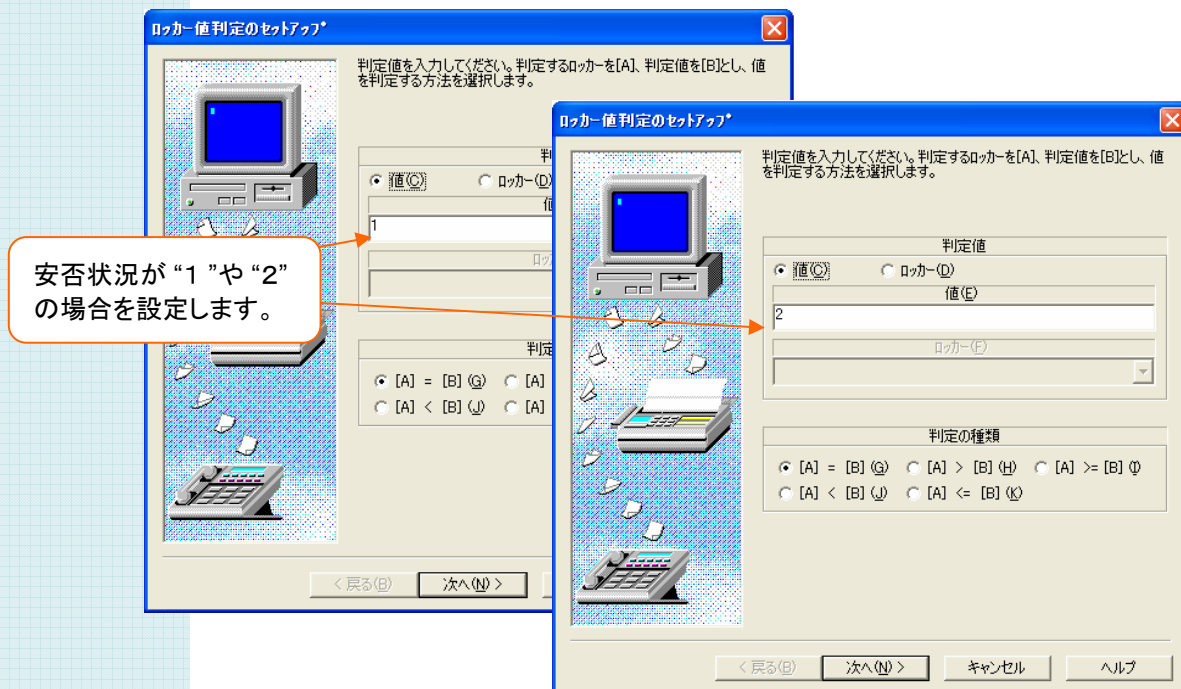 ロッカー値判定のセットアップ
判定値を入力してください。判定するロッカーを[A]、判定値を[B]とし、値
を判定する方法を選択します。
値(C)
ロッカー(D)
1
[A] = [B] (G)
[A]
[A] < [B] (J)
[A]
< 戻る(B)
次へ(N) >
安否状況が“1 ”や “2”
の場合を設定します。
ロッカー値判定のセットアップ
判定値を入力してください。判定するロッカーを[A]、判定値を[B]とし、値
を判定する方法を選択します。
判定値
値(C)
ロッカー(D)
値(E)
2
ロッカー(F)
判定の種類
[A] = [B] (G)
[A] > [B] (H)
[A] >= [B] (I)
[A] < [B] (J)
[A] <= [B] (K)
< 戻る(B)
次へ(N) >
キャンセル
ヘルプ